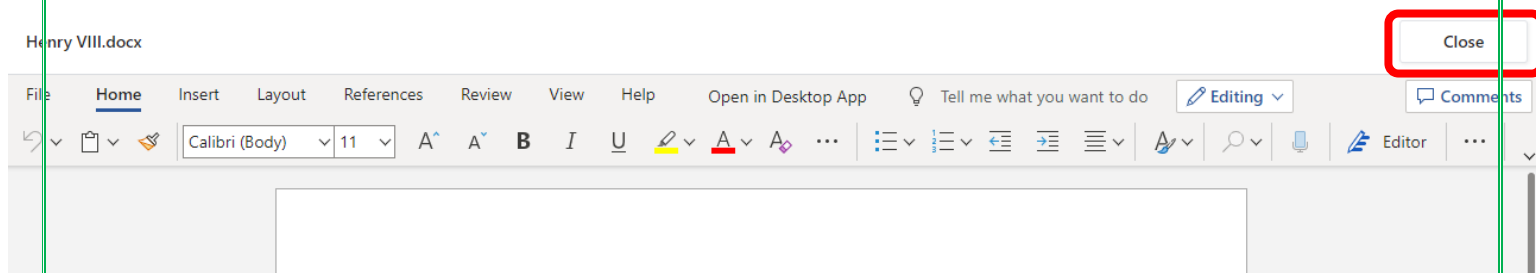 Henry VIII.docx Close
File Home Insert Layout References Review View Help Open in Desktop App Tell me what you want to do Editing Comments
Calibri (Body) 11 A A B I U A A Editor